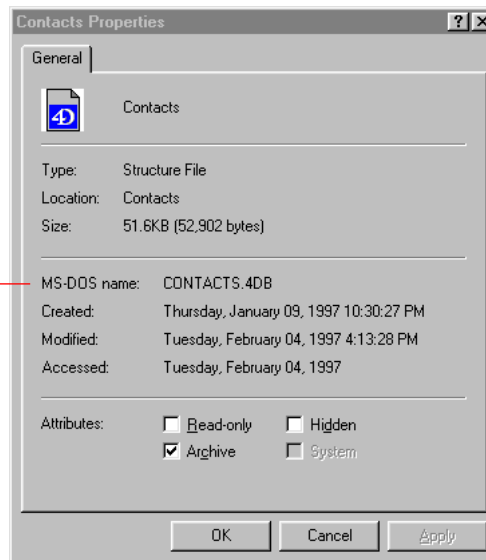 Contacts Properties
General
4D
Contacts
Type: Structure File
Location: Contacts
Size: 51.6KB (52,902 bytes)
MS-DOS name: CONTACTS.4DB
Created: Thursday, January 09, 1997 10:30:27 PM
Modified: Tuesday, February 04, 1997 4:13:28 PM
Accessed: Tuesday, February 04, 1997
Attributes: Read-only Hidden
Archive System
OK Cancel Apply